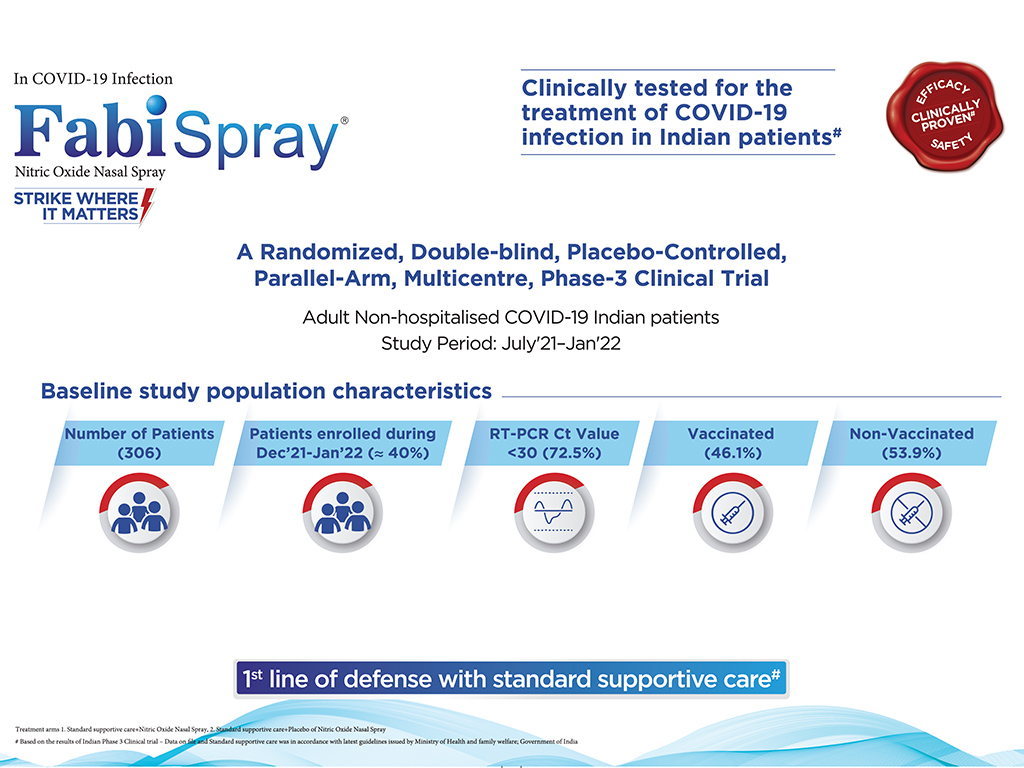 In COVID-19 Infection
FabiSpray®
Nitric Oxide Nasal Spray
STRIKE WHERE
IT MATTERS
Clinically tested for the
treatment of COVID-19
infection in Indian patients#
EFFICACY
CLINICALLY
PROVEN#
SAFETY
A Randomized, Double-blind, Placebo-Controlled,
Parallel-Arm, Multicentre, Phase-3 Clinical Trial
Adult Non-hospitalised COVID-19 Indian patients
Study Period: July'21–Jan'22
Baseline study population characteristics
Number of Patients
(306)
Patients enrolled during
Dec'21-Jan'22 (≈ 40%)
RT-PCR Ct Value
<30 (72.5%)
Vaccinated
(46.1%)
Non-Vaccinated
(53.9%)
1st line of defense with standard supportive care#
Treatment arms 1. Standard supportive care+Nitric Oxide Nasal Spray, 2. Standard supportive care+Placebo of Nitric Oxide Nasal Spray
# Based on the results of Indian Phase 3 Clinical trial – Data on file and Standard supportive care was in accordance with latest guidelines issued by Ministry of Health and family welfare; Government of India